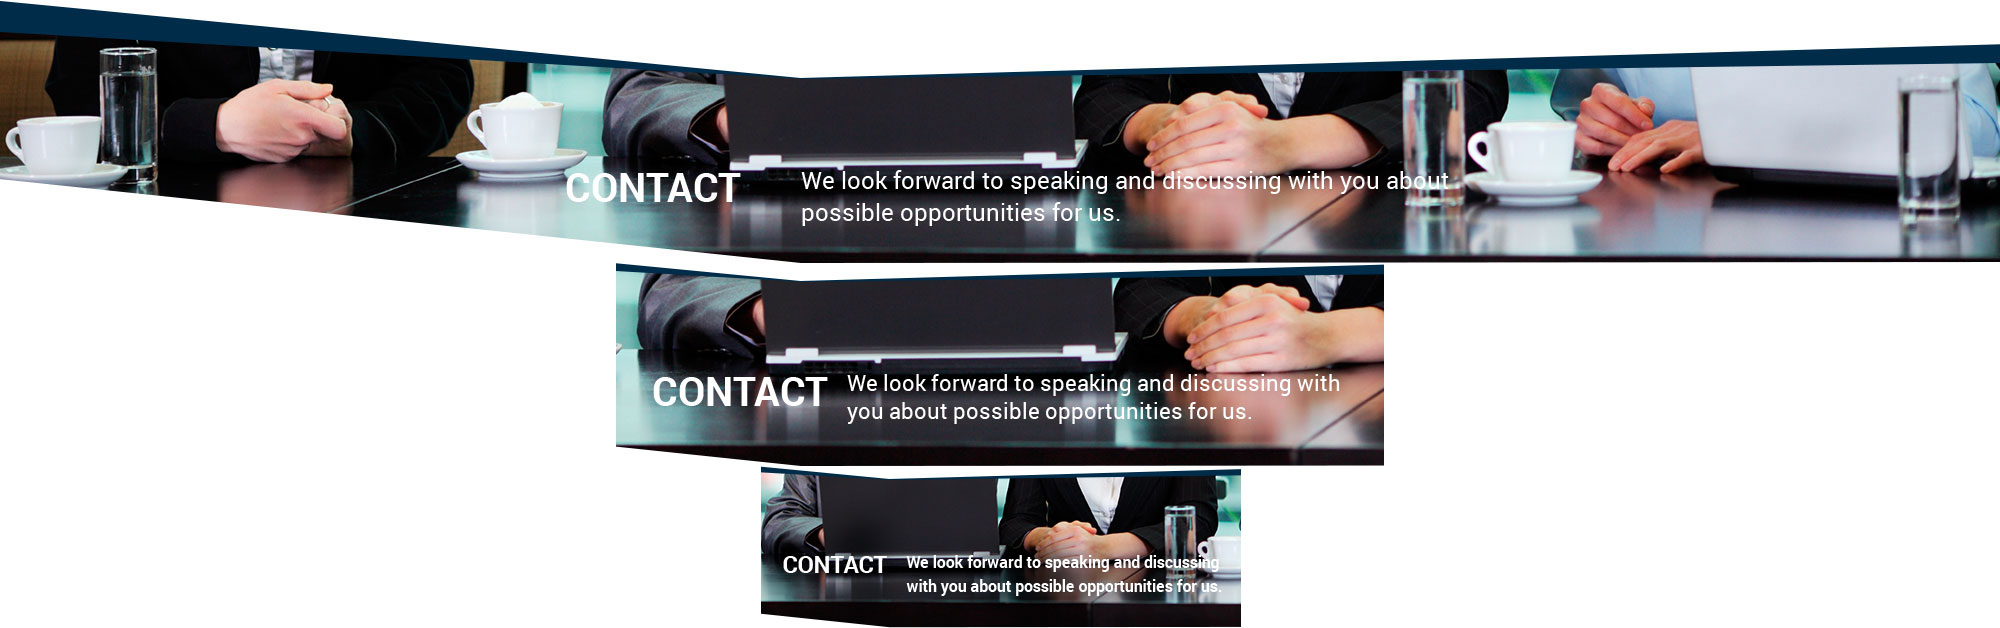 CONTACT
We look forward to speaking and discussing with you about
possible opportunities for us.
CONTACT
We look forward to speaking and discussing with
you about possible opportunities for us.
CONTACT
We look forward to speaking and discussing
with you about possible opportunities for us.